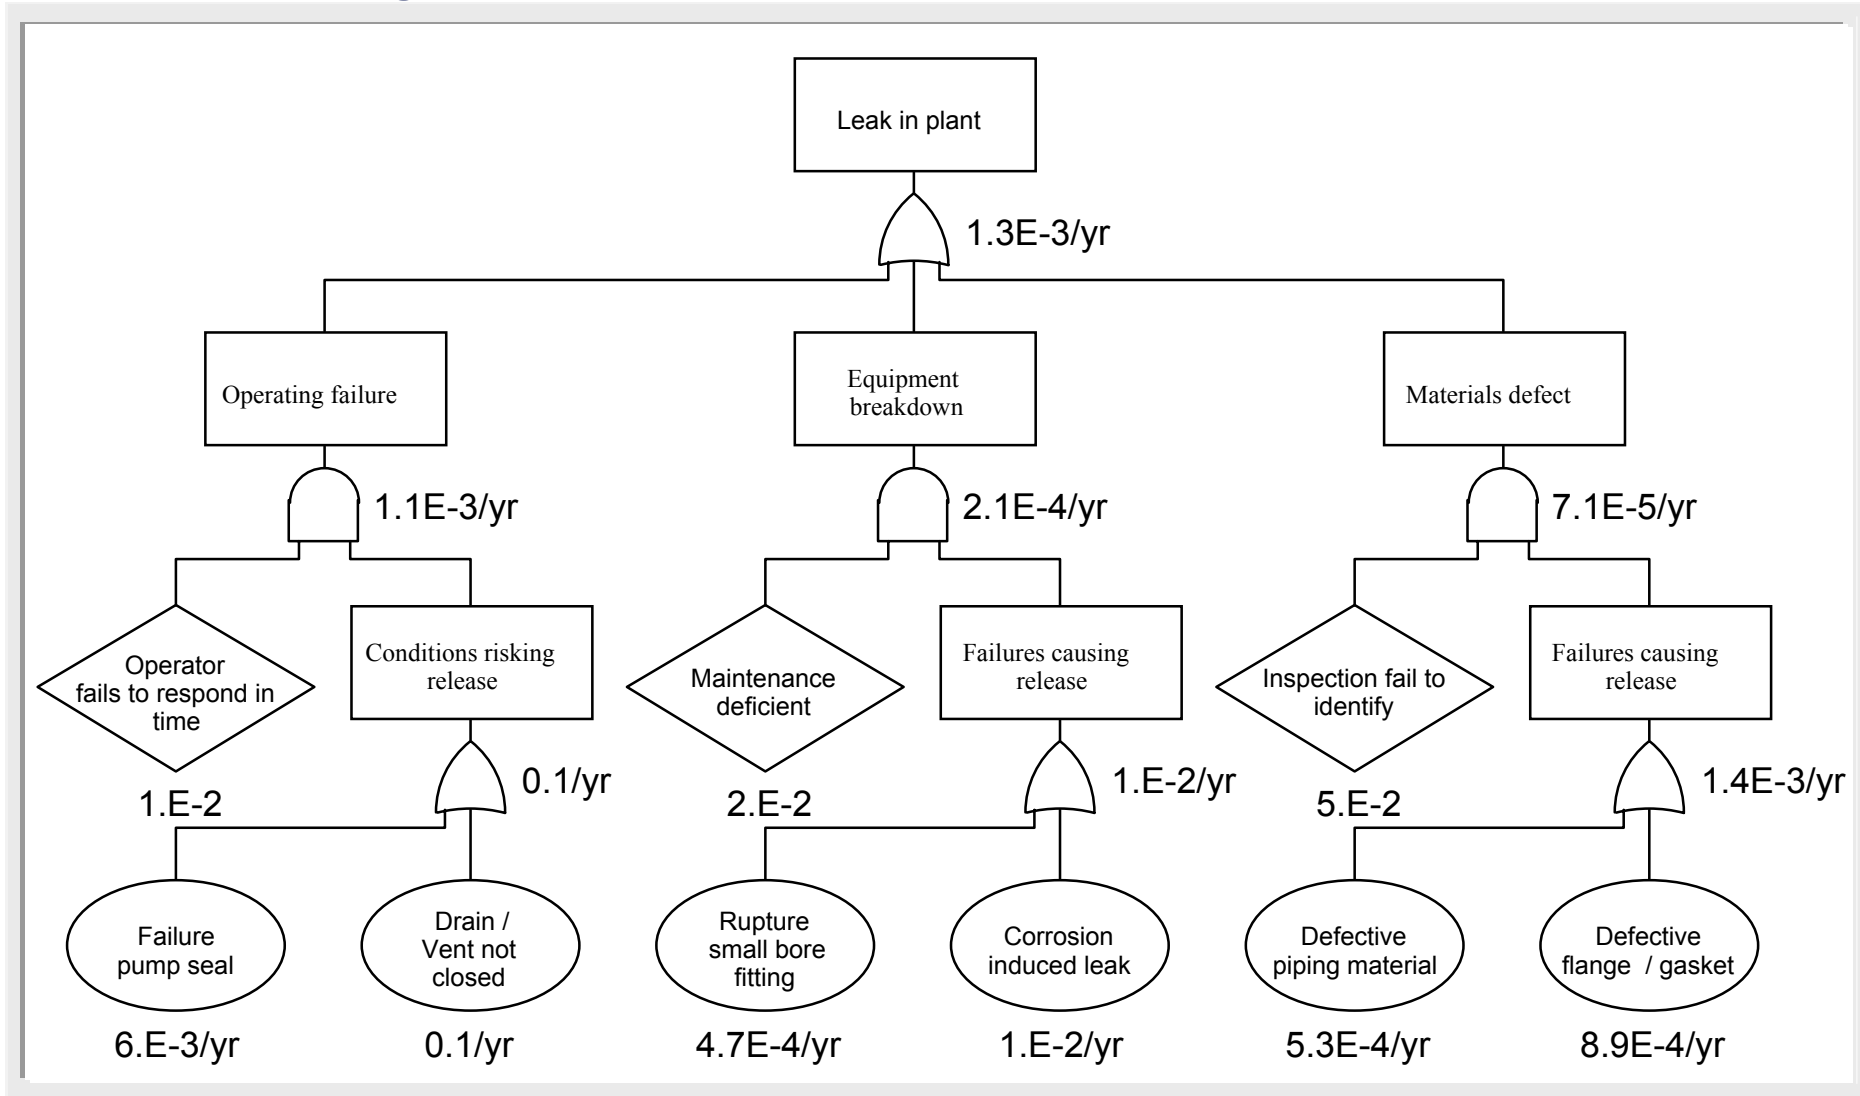 Leak in plant
1.3E-3/yr
Operating failure
Equipment
breakdown
Materials defect
1.1E-3/yr
2.1E-4/yr
7.1E-5/yr
Operator
fails to respond in
time
Conditions risking
release
Maintenance
deficient
Failures causing
release
Inspection fail to
identify
Failures causing
release
1.E-2
0.1/yr
2.E-2
1.E-2/yr
5.E-2
1.4E-3/yr
Failure
pump seal
Drain /
Vent not
closed
Rupture
small bore
fitting
Corrosion
induced leak
Defective
piping material
Defective
flange / gasket
6.E-3/yr
0.1/yr
4.7E-4/yr
1.E-2/yr
5.3E-4/yr
8.9E-4/yr